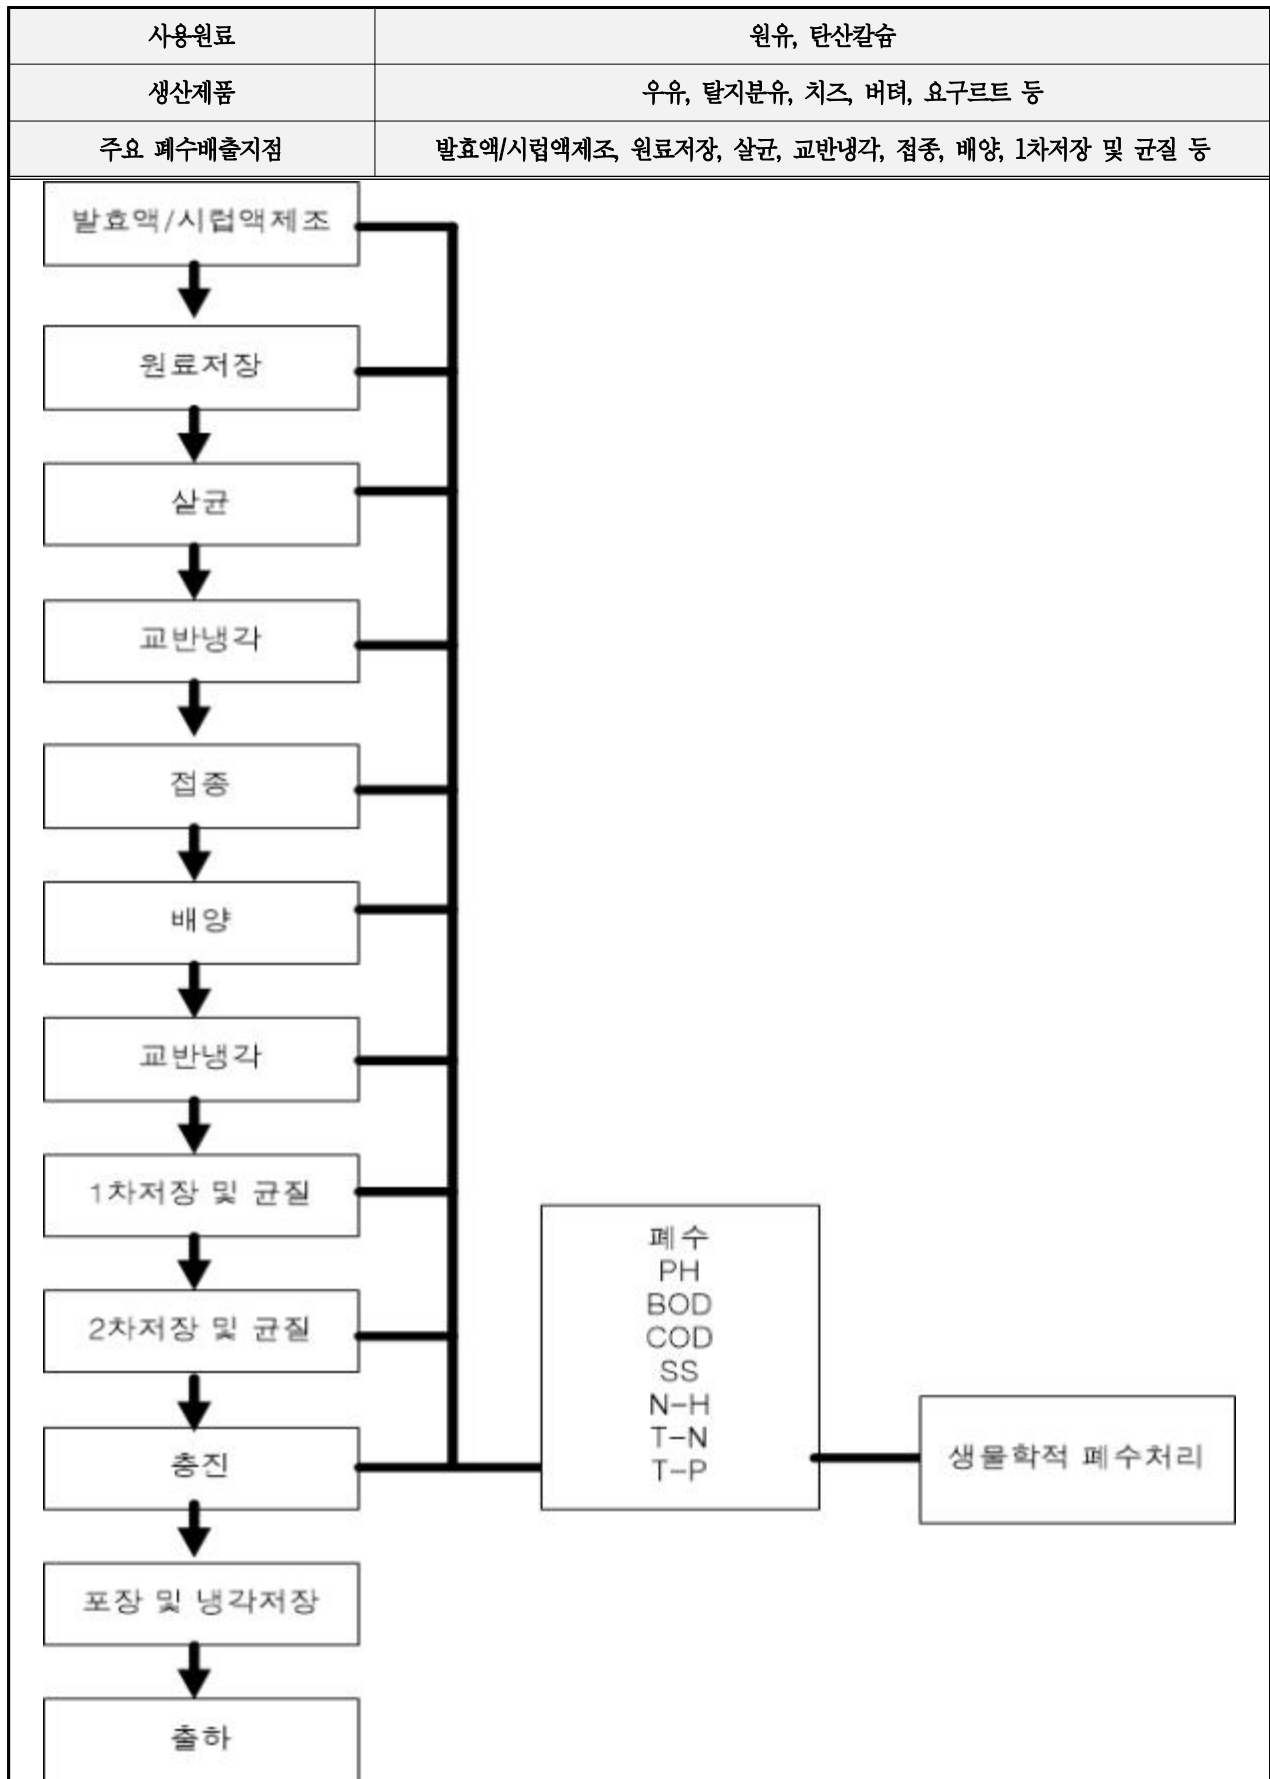 사용원료 원유, 탄산칼슘
생산제품 우유, 탈지분유, 치즈, 버터, 요구르트 등
주요 폐수배출지점 발효액/시럽액제조, 원료저장, 살균, 교반냉각, 접종, 배양, 1차저장 및 균질 등
발효액/시럽액제조
원료저장
살균
교반냉각
접종
배양
교반냉각
1차저장 및 균질
2차저장 및 균질
충진
포장 및 냉각저장
출하
폐수
PH
BOD
COD
SS
N-H
T-N
T-P
생물학적 폐수처리